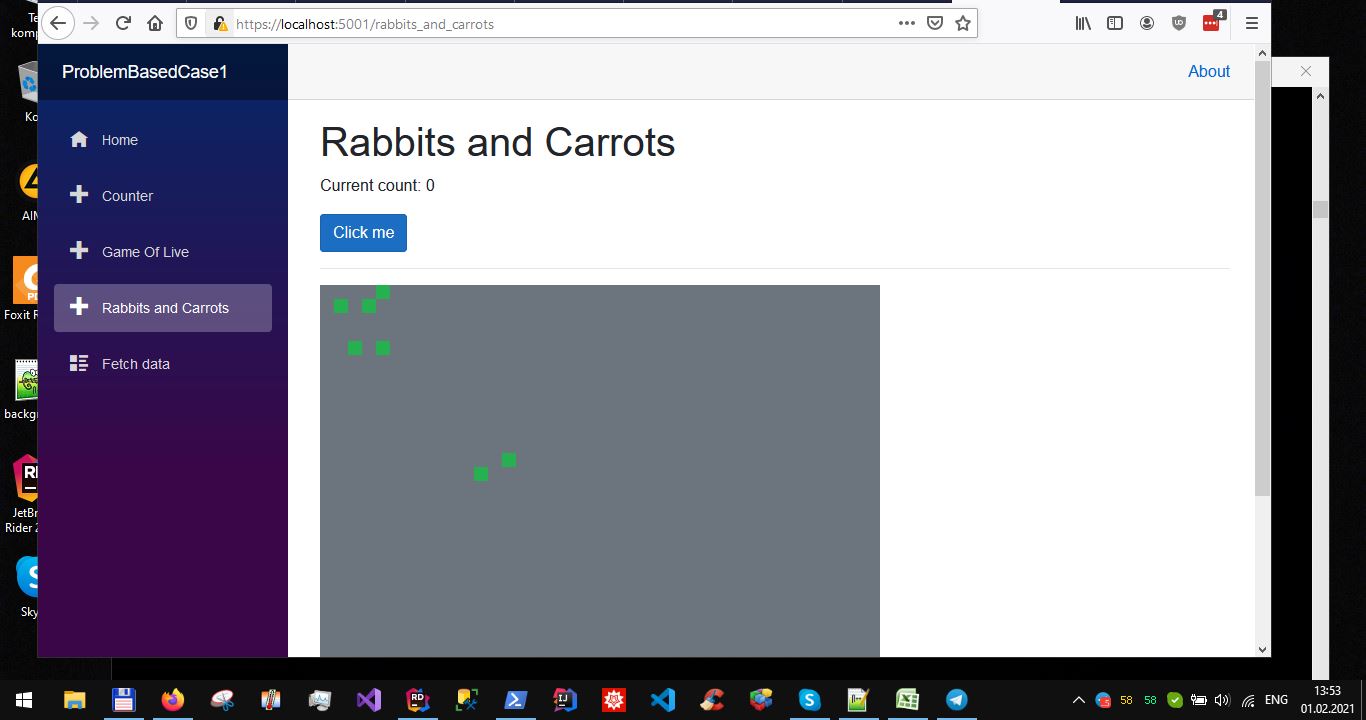 Te
komp
https://localhost:5001/rabbits_and_carrots
4
ProblemBasedCase1
About
Home
Counter
Game Of Live
Rabbits and Carrots
Fetch data
Rabbits and Carrots
Current count: 0
Click me
Ko
AIM
Foxit R
backgr
JetBr
Rider 2
Sky
58
58
ENG
13:53
01.02.2021